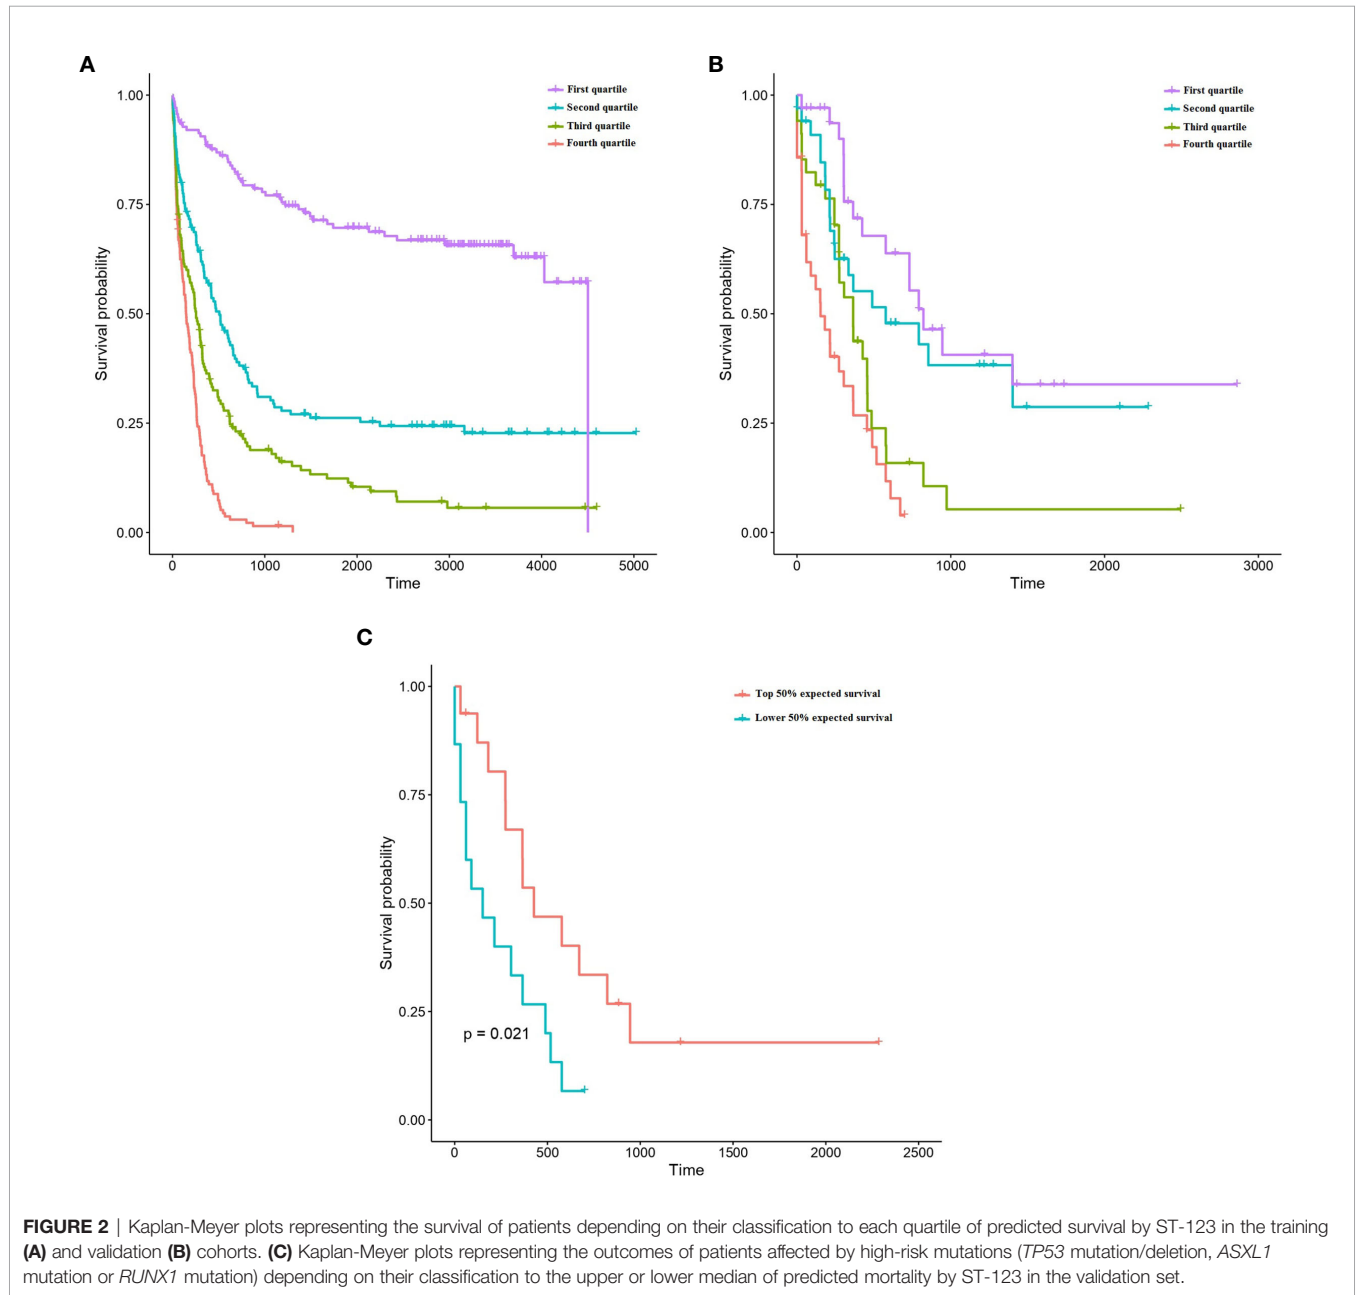 A
First quartile
Second quartile
Third quartile
Fourth quartile
1.00
0.75
0.50
0.25
0.00
Survival probability
0
1000
2000
3000
4000
5000
Time
B
First quartile
Second quartile
Third quartile
Fourth quartile
1.00
0.75
0.50
0.25
0.00
Survival probability
0
1000
2000
3000
Time
C
Top 50% expected survival
Lower 50% expected survival
1.00
0.75
0.50
0.25
0.00
Survival probability
p = 0.021
0
500
1000
1500
2000
2500
Time
FIGURE 2 | Kaplan-Meyer plots representing the survival of patients depending on their classification to each quartile of predicted survival by ST-123 in the training
(A) and validation (B) cohorts. (C) Kaplan-Meyer plots representing the outcomes of patients affected by high-risk mutations (TP53 mutation/deletion, ASXL1
mutation or RUNX1 mutation) depending on their classification to the upper or lower median of predicted mortality by ST-123 in the validation set.